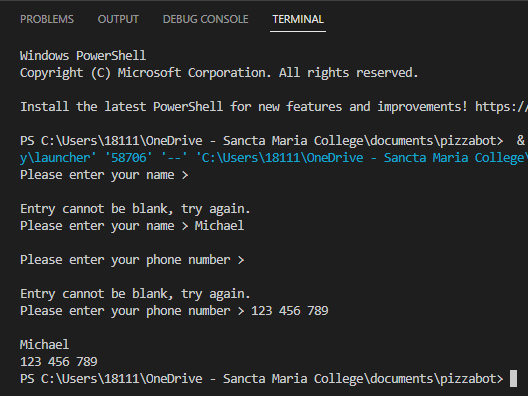 PROBLEMS OUTPUT DEBUG CONSOLE TERMINAL
Windows PowerShell
Copyright (C) Microsoft Corporation. All rights reserved.
Install the latest PowerShell for new features and improvements! https:/
PS C:\Users\18111\OneDrive - Sancta Maria College\documents\pizzabot>  &
y\launcher' '58706' '--' 'C:\Users\18111\OneDrive - Sancta Maria College\
Please enter your name >
Entry cannot be blank, try again.
Please enter your name > Michael
Please enter your phone number >
Entry cannot be blank, try again.
Please enter your phone number > 123 456 789
Michael
123 456 789
PS C:\Users\18111\OneDrive - Sancta Maria College\documents\pizzabot>